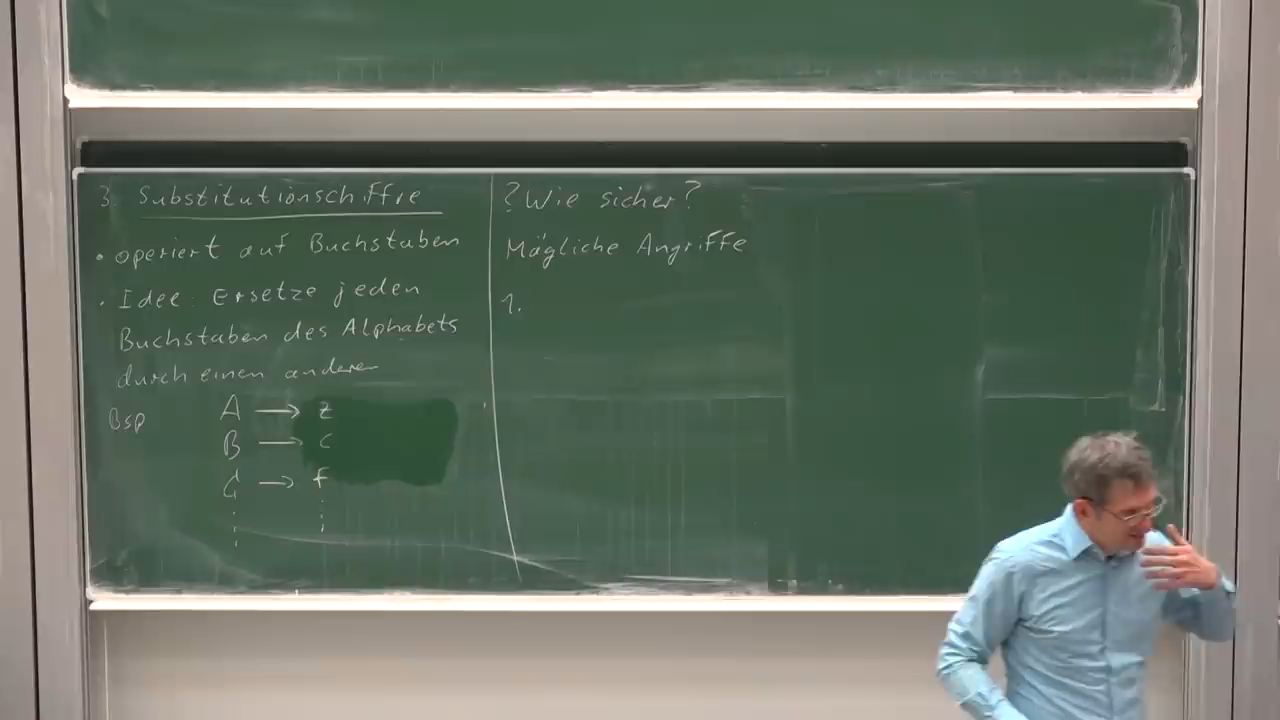 3. Substitutionschiffre
• operiert auf Buchstaben
• Idee: Ersetze jeden
Buchstaben des Alphabets
durch einen anderen
Bsp A → z
B → c
C → f
? Wie sicher?
Mögliche Angriffe
1.